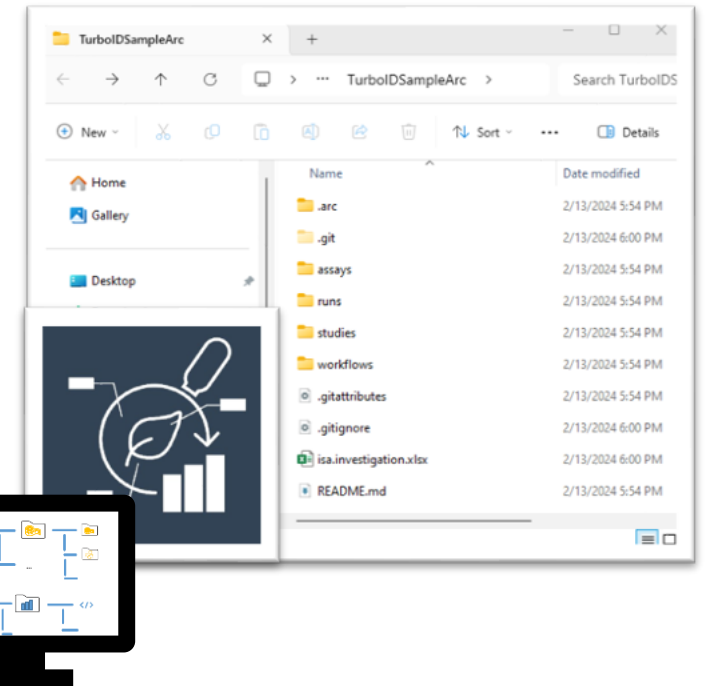 TurboIDSampleArc
TurboIDSampleArc
Search TurboIDS
New
Sort
Details
Home
Gallery
Desktop
Name
Date modified
.arc 2/13/2024 5:54 PM
.git 2/13/2024 6:00 PM
assays 2/13/2024 5:54 PM
runs 2/13/2024 5:54 PM
studies 2/13/2024 5:54 PM
workflows 2/13/2024 5:54 PM
.gitattributes 2/13/2024 5:54 PM
.gitignore 2/13/2024 6:00 PM
isa.investigation.xlsx 2/13/2024 6:00 PM
README.md 2/13/2024 5:54 PM
...
</>